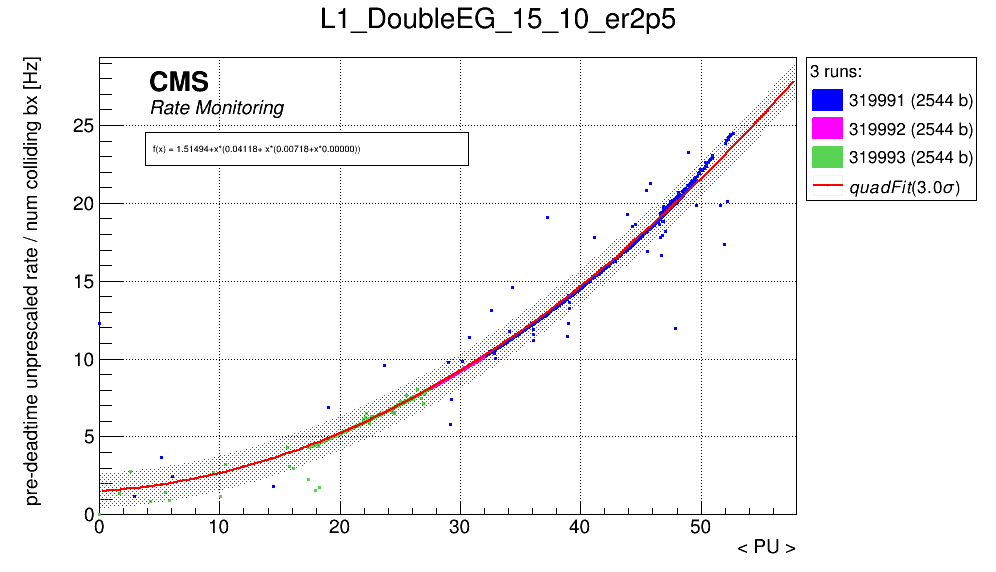 L1_DoubleEG_15_10_er2p5
pre-deadtime unprescaled rate / num colliding bx [Hz]
CMS
Rate Monitoring
f(x) = 1.51494+x*(0.04118+ x*(0.00718+x*0.00000))
25
20
15
10
5
0
0 10 20 30 40 50
< PU >
3 runs:
319991 (2544 b)
319992 (2544 b)
319993 (2544 b)
quadFit(3.0σ)